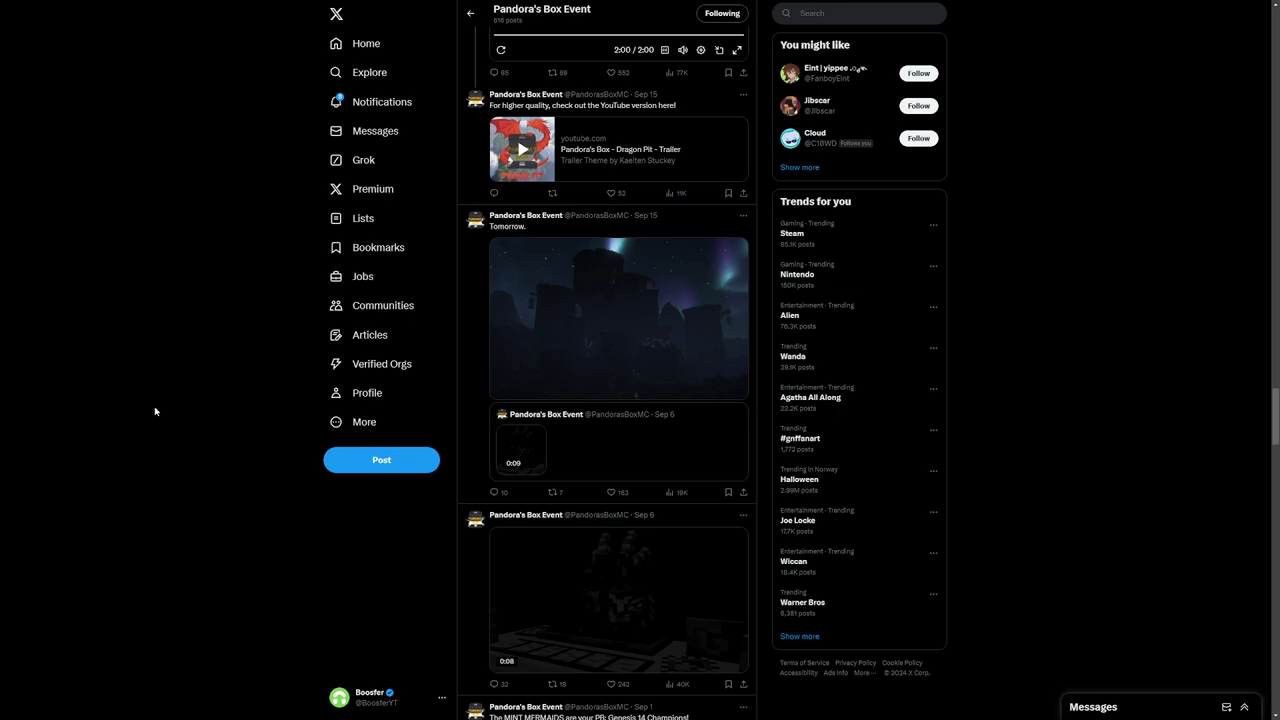 Home
Explore
8
Notifications
Messages
Grok
Premium
Lists
Bookmarks
Jobs
Communities
Articles
Verified Orgs
Profile
More
Post
Boosfer
@BoosferYT
Pandora's Box Event
616 posts
Following
2:00 / 2:00
65 69 552 77K
Pandora's Box Event @PandorasBoxMC · Sep 15
For higher quality, check out the YouTube version here!
youtube.com
Pandora's Box - Dragon Pit - Trailer
Trailer Theme by Kaelten Stuckey
52 11K
Pandora's Box Event @PandorasBoxMC · Sep 15
Tomorrow.
Pandora's Box Event @PandorasBoxMC · Sep 6
0:09
10 7 163 19K
Pandora's Box Event @PandorasBoxMC · Sep 6
0:08
32 18 242 40K
Pandora's Box Event @PandorasBoxMC · Sep 1
The MINT MERMAIDS are your PB: Genesis 14 Champions!
Search
You might like
Eint | yippee
@FanboyEint
Follow
Jibscar
@Jibscar
Follow
Cloud
@C10WD Follows you
Follow
Show more
Trends for you
Gaming · Trending
Steam
85.1K posts
Gaming · Trending
Nintendo
150K posts
Entertainment · Trending
Alien
76.3K posts
Trending
Wanda
39.1K posts
Entertainment · Trending
Agatha All Along
22.2K posts
Trending
#gnffanart
1,772 posts
Trending in Norway
Halloween
2.99M posts
Entertainment · Trending
Joe Locke
17.7K posts
Entertainment · Trending
Wiccan
18.4K posts
Trending
Warner Bros
6,381 posts
Show more
Terms of Service Privacy Policy Cookie Policy
Accessibility Ads info More ··· © 2024 X Corp.
Messages